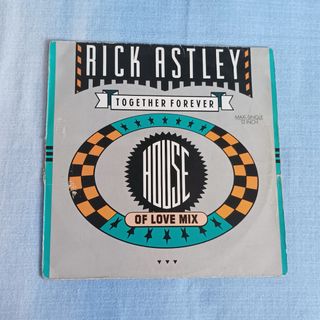 RICK ASTLEY
TOGETHER FOREVER
MAXI-SINGLE
12 INCH
HOUSE
OF LOVE MIX